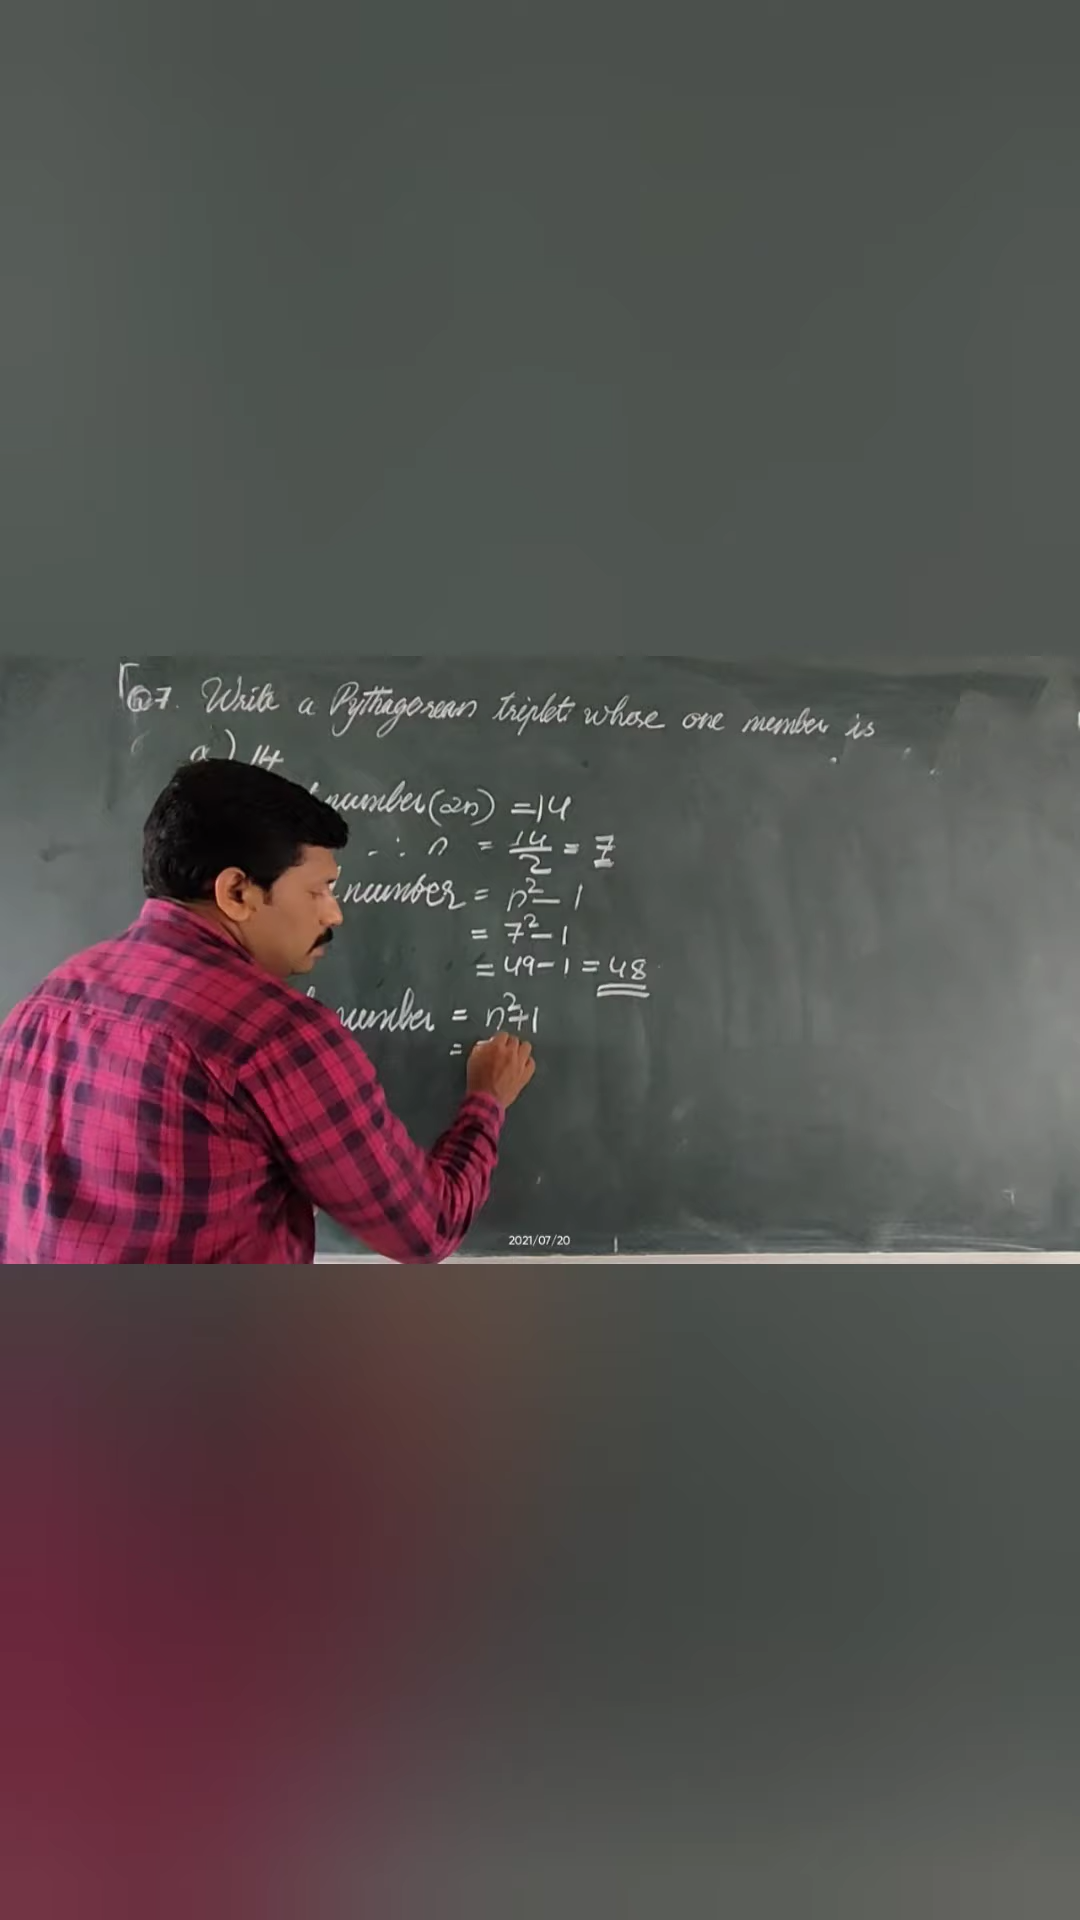 Q7. Write a Pythagorean triplet whose one member is
a) 14
number (2n) = 14
∴ n = 14/2 = 7
number = n² - 1
= 7² - 1
= 49 - 1 = 48
number = n² + 1
=
2021/07/20